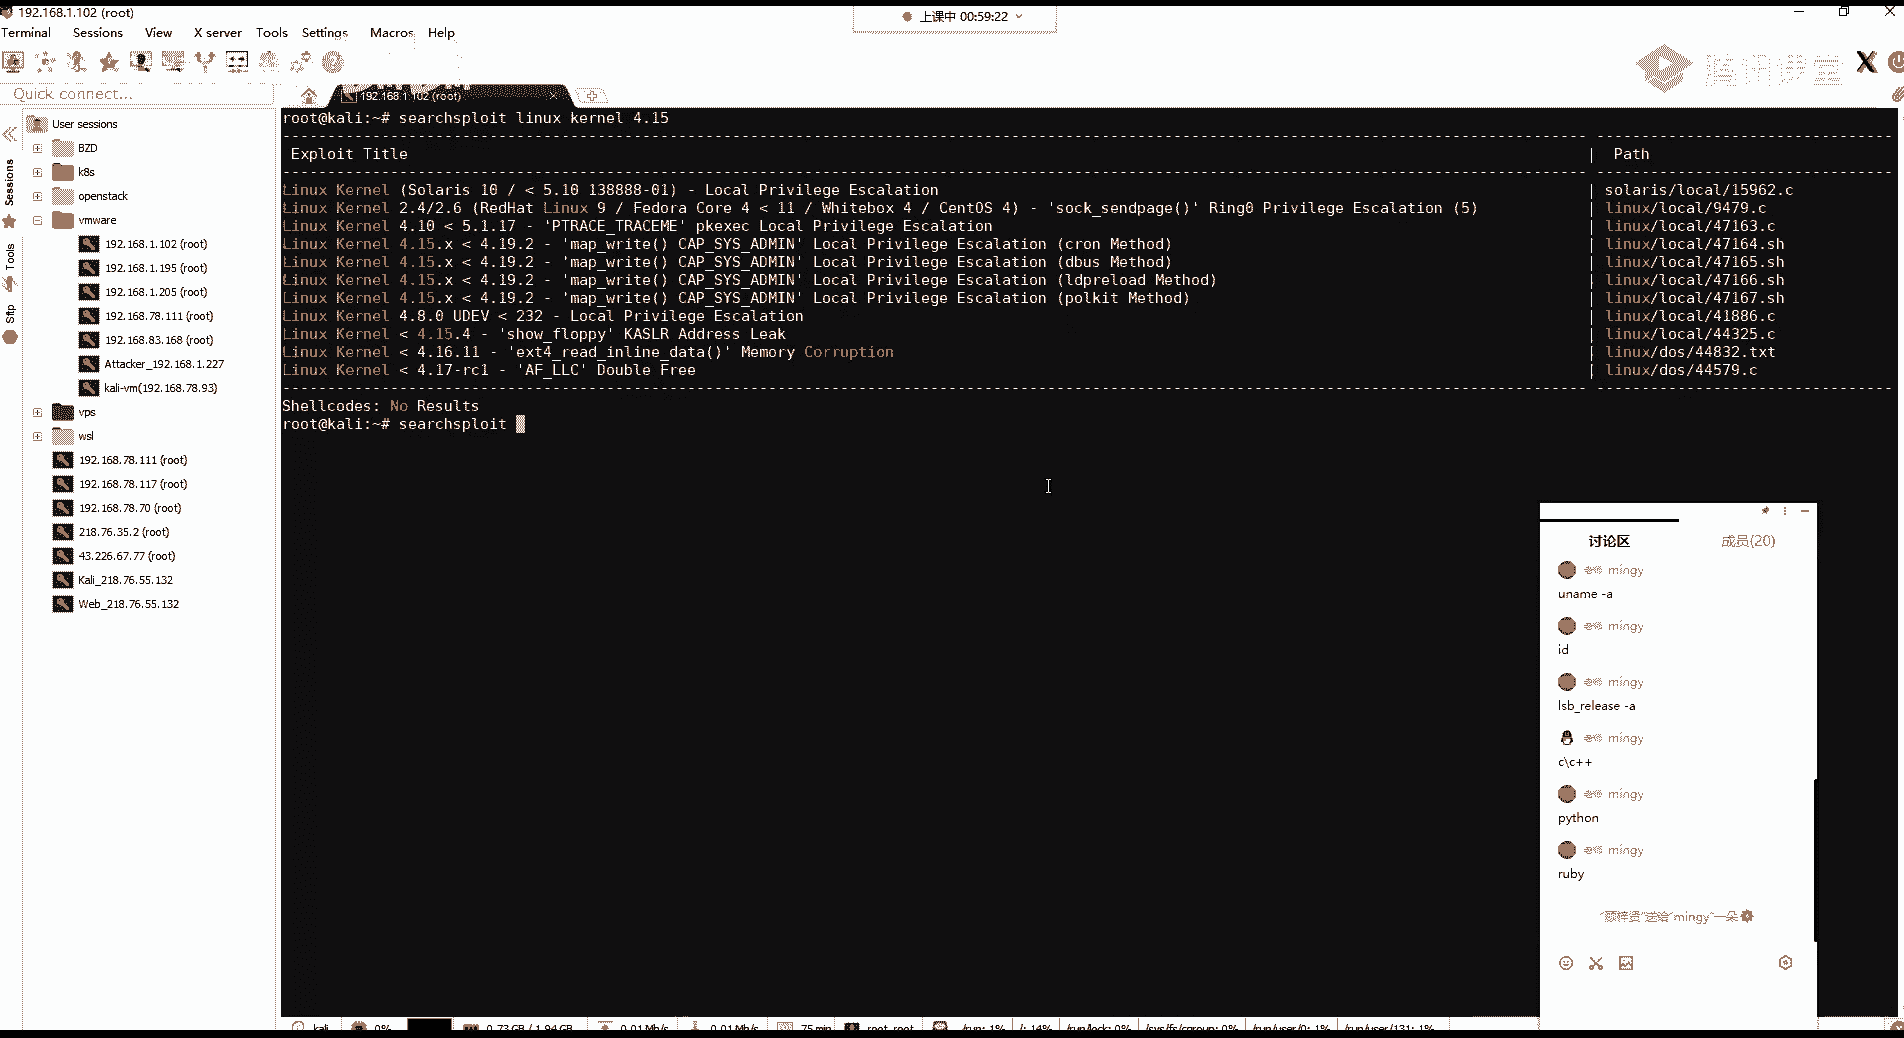 192.168.1.102 (root)
上课中 00:59:22
Terminal Sessions View X server Tools Settings Macros Help
腾讯课堂
Quick connect...
192.168.1.102 (root)
Sessions
Tools
Sftp
User sessions
BZD
k8s
openstack
vmware
192.168.1.102 (root)
192.168.1.195 (root)
192.168.1.205 (root)
192.168.78.111 (root)
192.168.83.168 (root)
Attacker_192.168.1.227
kali-vm(192.168.78.93)
vps
wsl
192.168.78.111 (root)
192.168.78.117 (root)
192.168.78.70 (root)
218.76.35.2 (root)
43.226.67.77 (root)
Kali_218.76.55.132
Web_218.76.55.132
root@kali:~# searchsploit linux kernel 4.15
Exploit Title | Path
Linux Kernel (Solaris 10 / < 5.10 138888-01) - Local Privilege Escalation | solaris/local/15962.c
Linux Kernel 2.4/2.6 (RedHat Linux 9 / Fedora Core 4 < 11 / Whitebox 4 / CentOS 4) - 'sock_sendpage()' Ring0 Privilege Escalation (5) | linux/local/9479.c
Linux Kernel 4.10 < 5.1.17 - 'PTRACE_TRACEME' pkexec Local Privilege Escalation | linux/local/47163.c
Linux Kernel 4.15.x < 4.19.2 - 'map_write() CAP_SYS_ADMIN' Local Privilege Escalation (cron Method) | linux/local/47164.sh
Linux Kernel 4.15.x < 4.19.2 - 'map_write() CAP_SYS_ADMIN' Local Privilege Escalation (dbus Method) | linux/local/47165.sh
Linux Kernel 4.15.x < 4.19.2 - 'map_write() CAP_SYS_ADMIN' Local Privilege Escalation (ldpreload Method) | linux/local/47166.sh
Linux Kernel 4.15.x < 4.19.2 - 'map_write() CAP_SYS_ADMIN' Local Privilege Escalation (polkit Method) | linux/local/47167.sh
Linux Kernel 4.8.0 UDEV < 232 - Local Privilege Escalation | linux/local/41886.c
Linux Kernel < 4.15.4 - 'show_floppy' KASLR Address Leak | linux/local/44325.c
Linux Kernel < 4.16.11 - 'ext4_read_inline_data()' Memory Corruption | linux/dos/44832.txt
Linux Kernel < 4.17-rc1 - 'AF_LLC' Double Free | linux/dos/44579.c
Shellcodes: No Results
root@kali:~# searchsploit
讨论区 成员(20)
mingy
uname -a
mingy
id
mingy
lsb_release -a
mingy
c\c++
mingy
python
mingy
ruby
送给"mingy"一朵
kali 0% 0.73 GB / 1.94 GB 0.01 Mb/s 0.01 Mb/s 75 min root root /run: 1% /: 14% /run/lock: 0% /sys/fs/cgroup: 0% /run/user/0: 1% /run/user/131: 1%